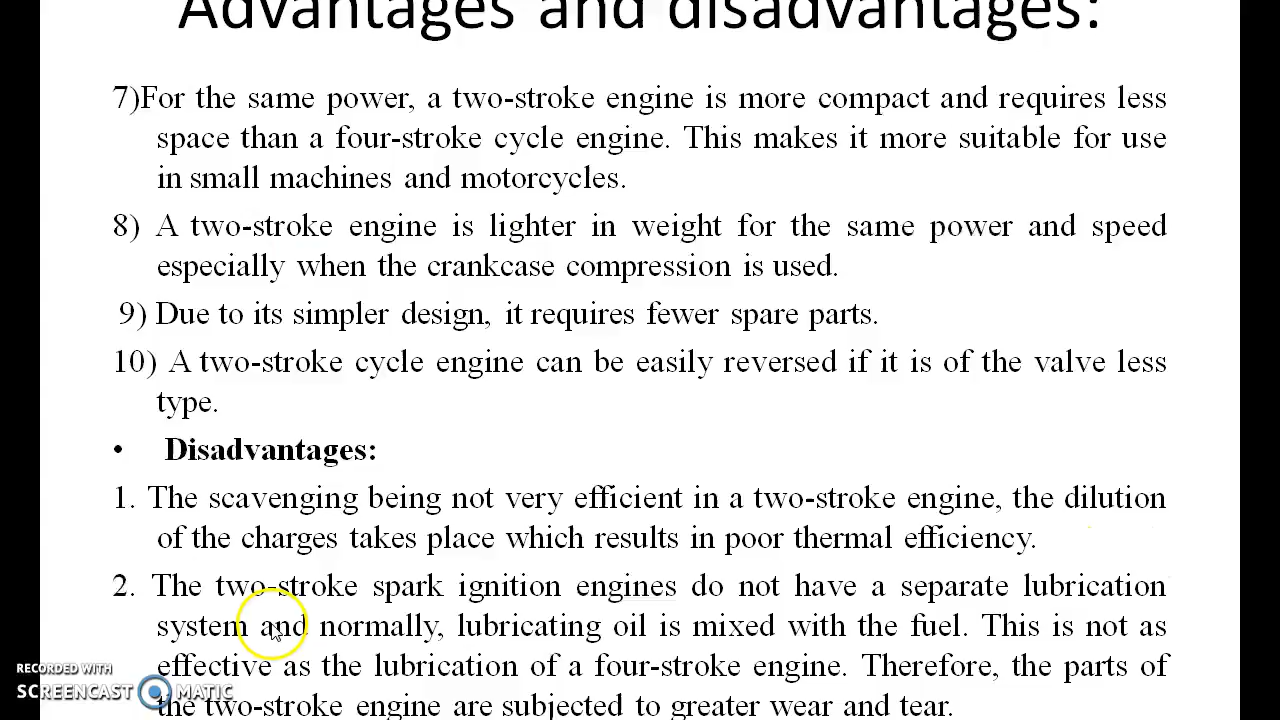 Advantages and disadvantages:
7)For the same power, a two-stroke engine is more compact and requires less
space than a four-stroke cycle engine. This makes it more suitable for use
in small machines and motorcycles.
8) A two-stroke engine is lighter in weight for the same power and speed
especially when the crankcase compression is used.
9) Due to its simpler design, it requires fewer spare parts.
10) A two-stroke cycle engine can be easily reversed if it is of the valve less
type.
• Disadvantages:
1. The scavenging being not very efficient in a two-stroke engine, the dilution
of the charges takes place which results in poor thermal efficiency.
2. The two-stroke spark ignition engines do not have a separate lubrication
system and normally, lubricating oil is mixed with the fuel. This is not as
effective as the lubrication of a four-stroke engine. Therefore, the parts of
the two-stroke engine are subjected to greater wear and tear.
RECORDED WITH
SCREENCAST MATIC